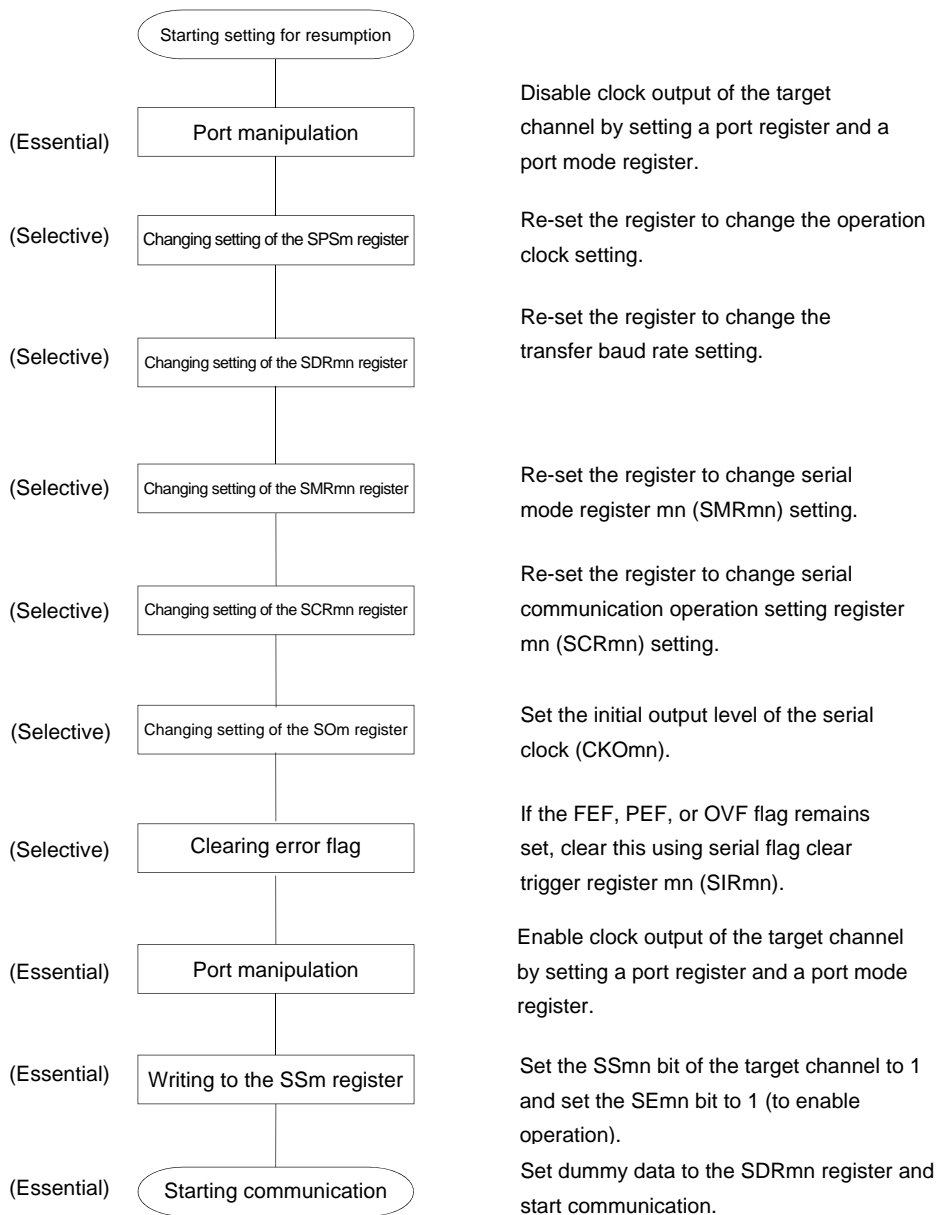 Starting setting for resumption
(Essential)
Port manipulation
Disable clock output of the target
channel by setting a port register and a
port mode register.
(Selective)
Changing setting of the SPSm register
Re-set the register to change the operation
clock setting.
(Selective)
Changing setting of the SDRmn register
Re-set the register to change the
transfer baud rate setting.
(Selective)
Changing setting of the SMRmn register
Re-set the register to change serial
mode register mn (SMRmn) setting.
(Selective)
Changing setting of the SCRmn register
Re-set the register to change serial
communication operation setting register
mn (SCRmn) setting.
(Selective)
Changing setting of the SOm register
Set the initial output level of the serial
clock (CKOmn).
(Selective)
Clearing error flag
If the FEF, PEF, or OVF flag remains
set, clear this using serial flag clear
trigger register mn (SIRmn).
(Essential)
Port manipulation
Enable clock output of the target channel
by setting a port register and a port mode
register.
(Essential)
Writing to the SSm register
Set the SSmn bit of the target channel to 1
and set the SEmn bit to 1 (to enable
operation).
(Essential)
Starting communication
Set dummy data to the SDRmn register and
start communication.